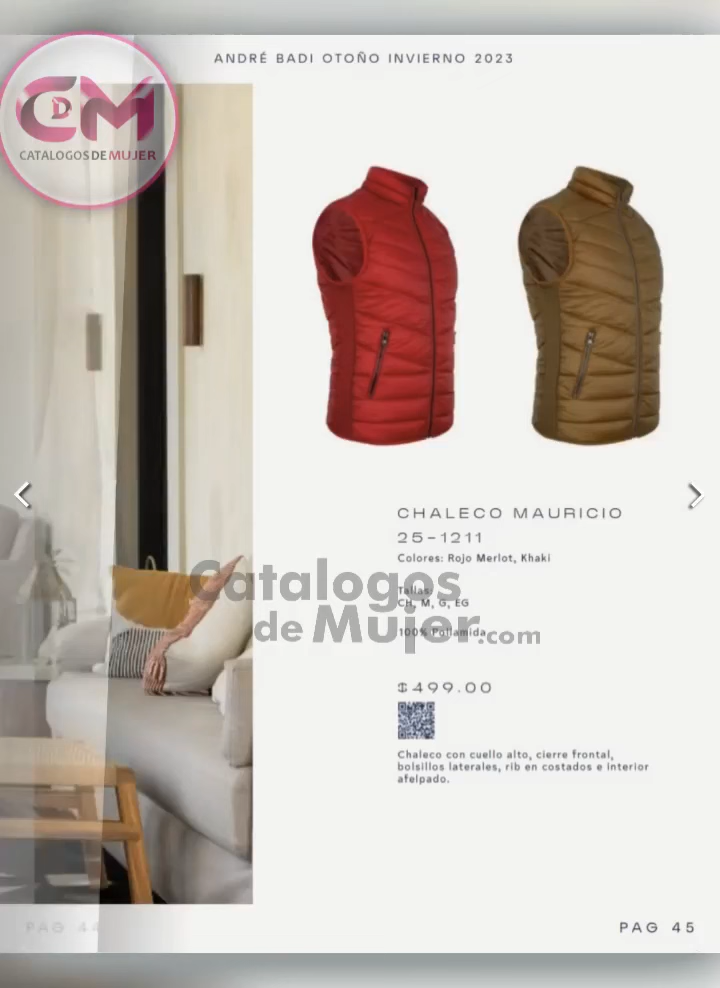 ANDRÉ BADI OTOÑO INVIERNO 2023
CDM
CATALOGOS DE MUJER
CHALECO MAURICIO
25-1211
Colores: Rojo Merlot, Khaki
Tallas:
CH, M, G, EG
100% Poliamida
Catalogos
de Mujer.com
$499.00
Chaleco con cuello alto, cierre frontal,
bolsillos laterales, rib en costados e interior
afelpado.
PAG 44
PAG 45